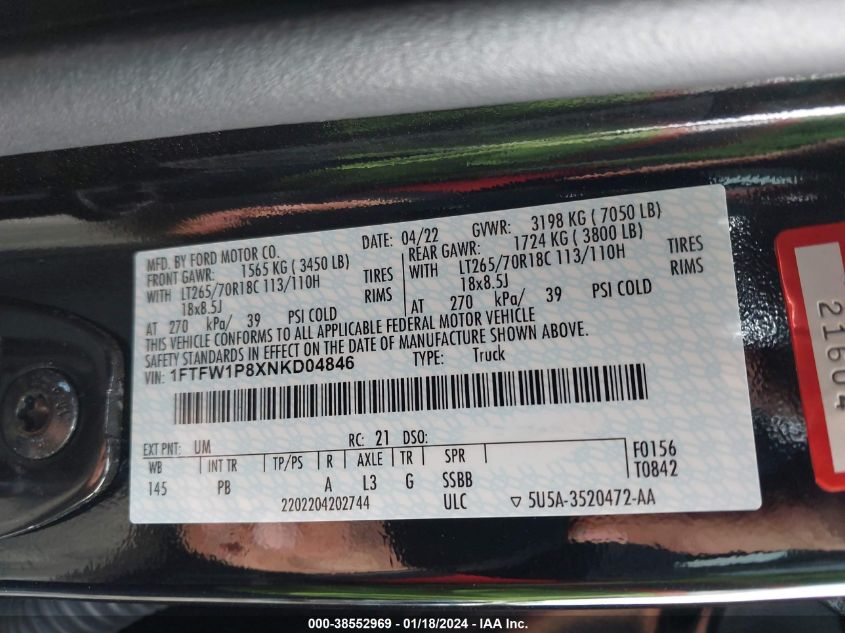 MFD. BY FORD MOTOR CO. DATE: 04/22 GVWR: 3198 KG ( 7050 LB)
FRONT GAWR: 1565 KG ( 3450 LB) REAR GAWR: 1724 KG ( 3800 LB)
WITH LT265/70R18C 113/110H TIRES WITH LT265/70R18C 113/110H TIRES
18x8.5J RIMS 18x8.5J RIMS
AT 270 kPa/ 39 PSI COLD AT 270 kPa/ 39 PSI COLD
THIS VEHICLE CONFORMS TO ALL APPLICABLE FEDERAL MOTOR VEHICLE
SAFETY STANDARDS IN EFFECT ON THE DATE OF MANUFACTURE SHOWN ABOVE.
VIN: 1FTFW1P8XNKD04846 TYPE: Truck
EXT PNT: UM RC: 21 DSO: F0156
WB INT TR TP/PS R AXLE TR SPR T0842
145 PB A L3 G SSBB
2202204202744 ULC ▽ 5U5A-3520472-AA
21604
000-38552969 - 01/18/2024 - IAA Inc.